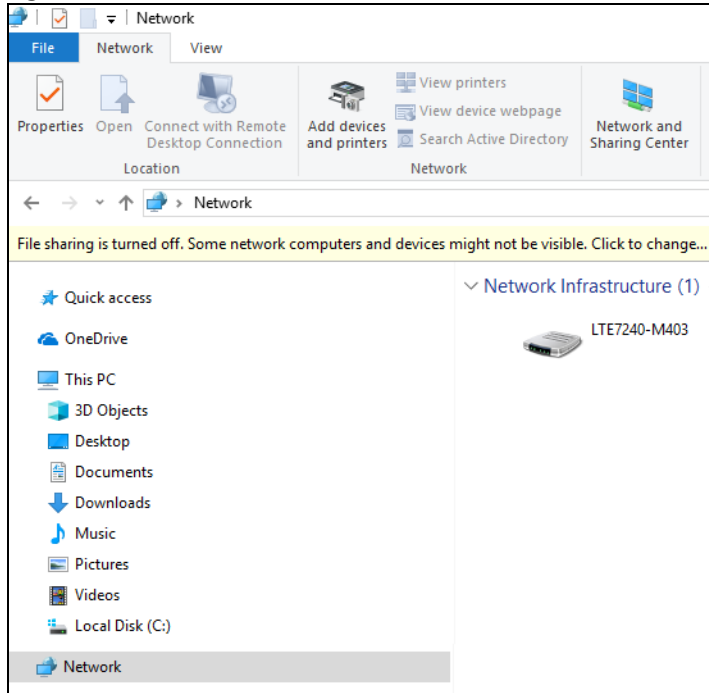 Network
File Network View
Properties Open Connect with Remote Desktop Connection
Location
Add devices and printers
View printers
View device webpage
Search Active Directory
Network
Network and Sharing Center
Network
File sharing is turned off. Some network computers and devices might not be visible. Click to change...
Quick access
OneDrive
This PC
3D Objects
Desktop
Documents
Downloads
Music
Pictures
Videos
Local Disk (C:)
Network
Network Infrastructure (1)
LTE7240-M403